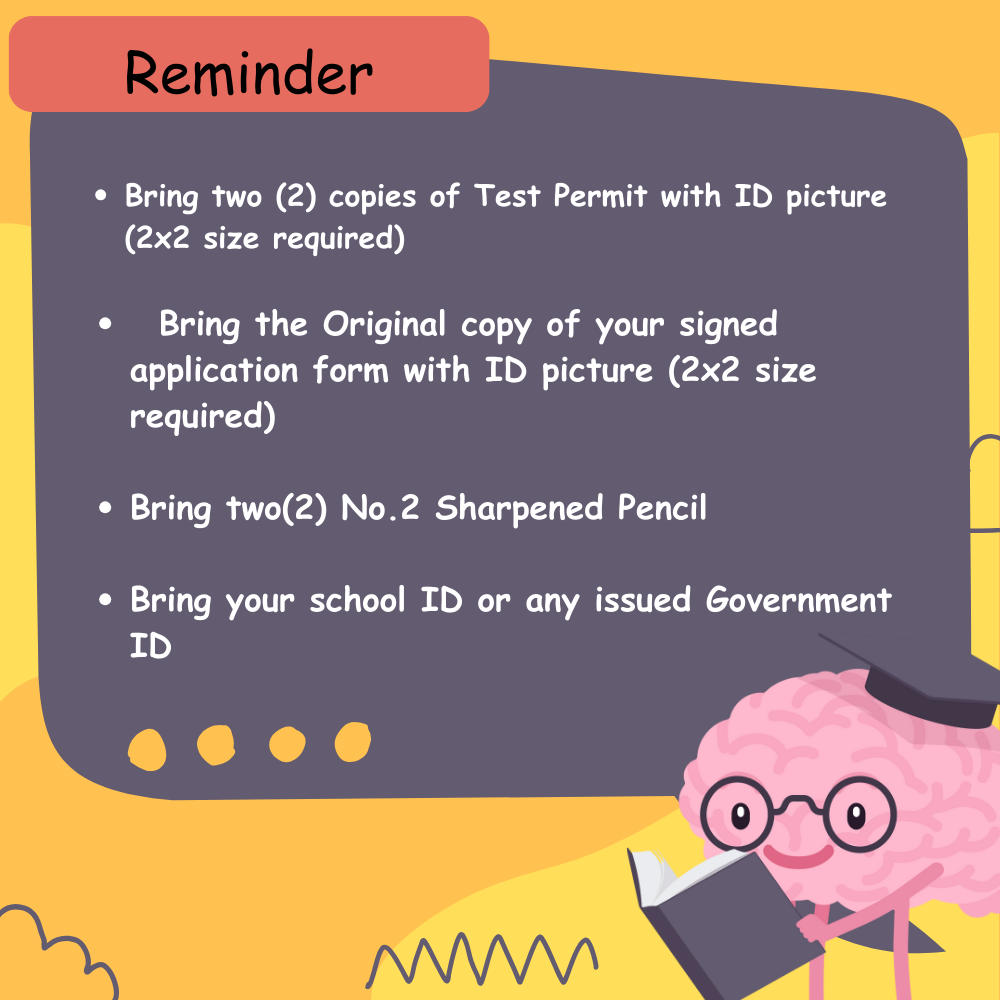 Reminder
• Bring two (2) copies of Test Permit with ID picture
(2x2 size required)
• Bring the Original copy of your signed
application form with ID picture (2x2 size
required)
• Bring two(2) No.2 Sharpened Pencil
• Bring your school ID or any issued Government
ID